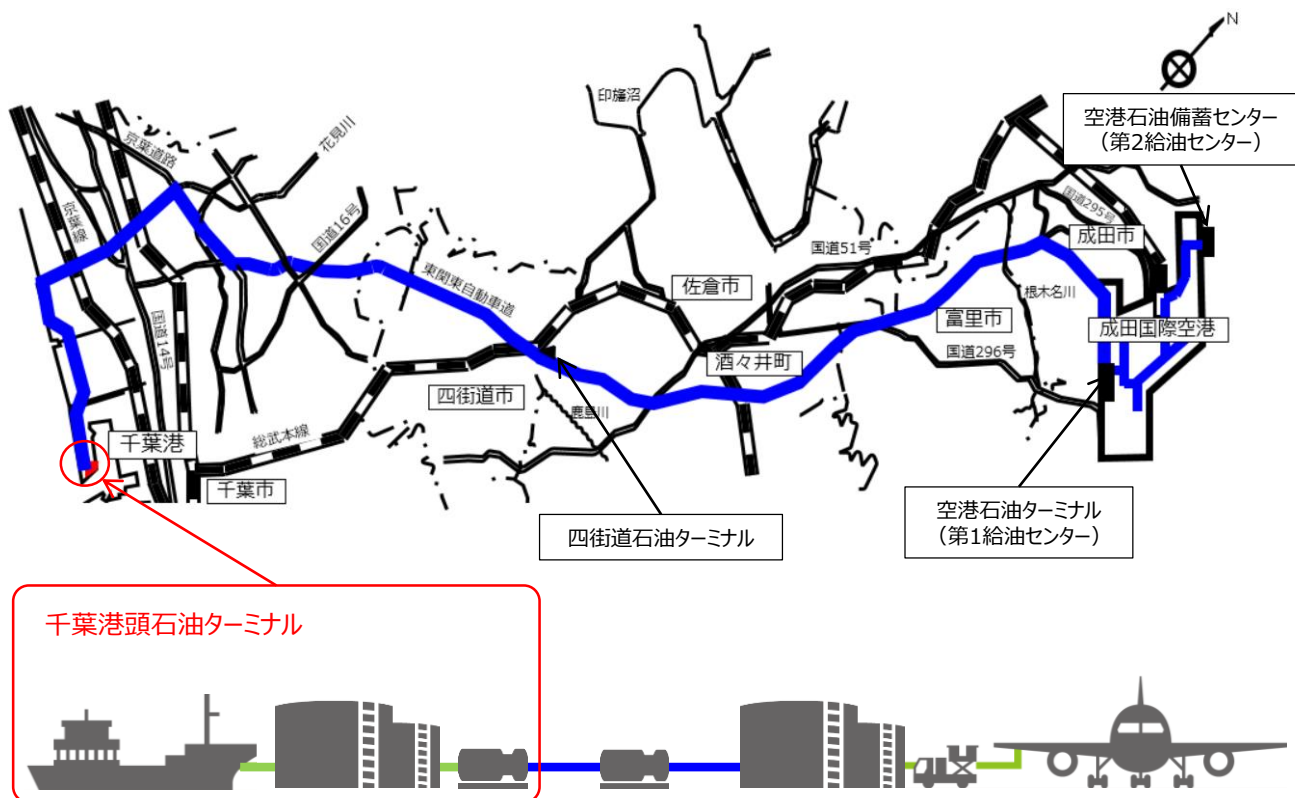 N
空港石油備蓄センター
（第2給油センター）
印旛沼
花見川
京葉道路
京葉線
国道16号
国道14号
東関東自動車道
国道51号
国道295号
成田市
佐倉市
根木名川
富里市
成田国際空港
国道296号
酒々井町
四街道市
鹿島川
総武本線
千葉港
千葉市
四街道石油ターミナル
空港石油ターミナル
（第1給油センター）
千葉港頭石油ターミナル